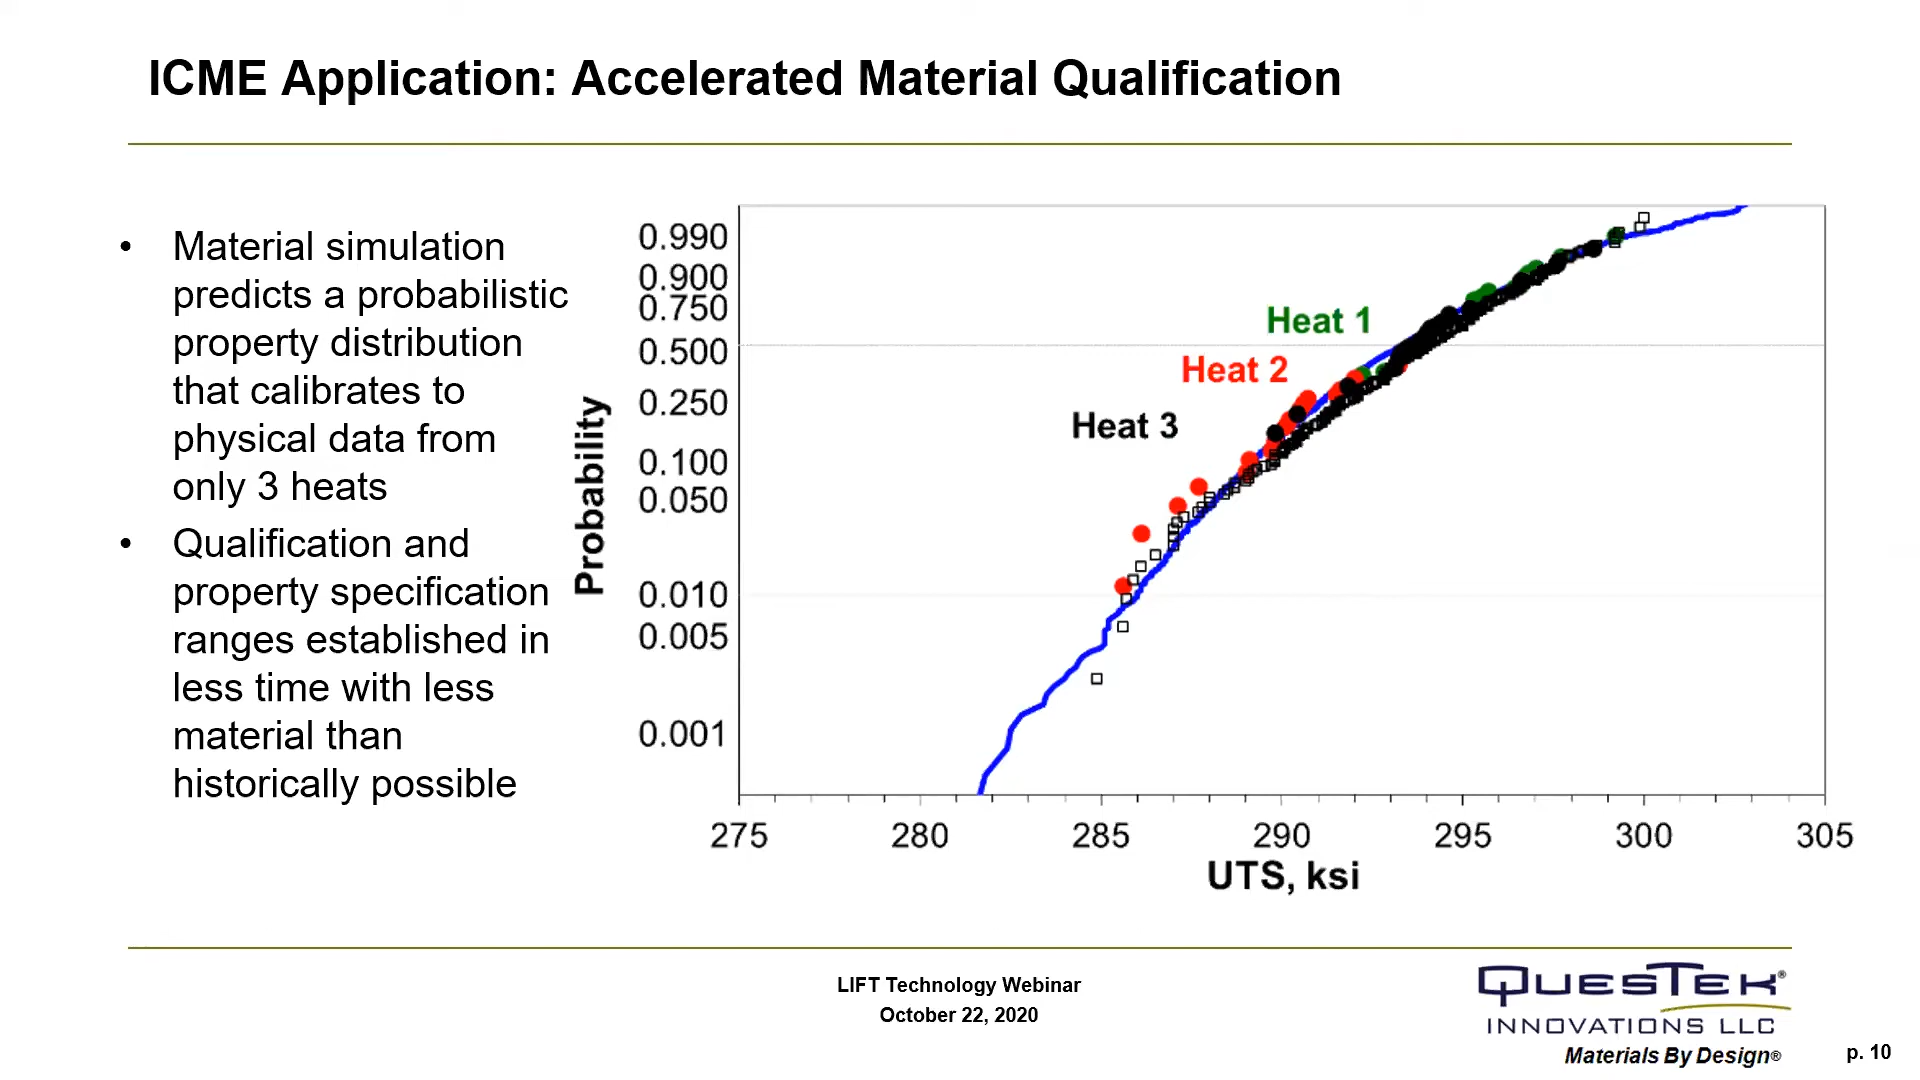 ICME Application: Accelerated Material Qualification
• Material simulation
predicts a probabilistic
property distribution
that calibrates to
physical data from
only 3 heats
• Qualification and
property specification
ranges established in
less time with less
material than
historically possible
Probability
0.990
0.900
0.750
0.500
0.250
0.100
0.050
0.010
0.005
0.001
Heat 1
Heat 2
Heat 3
275 280 285 290 295 300 305
UTS, ksi
LIFT Technology Webinar
October 22, 2020
QUESTEK®
INNOVATIONS LLC
Materials By Design®
p. 10